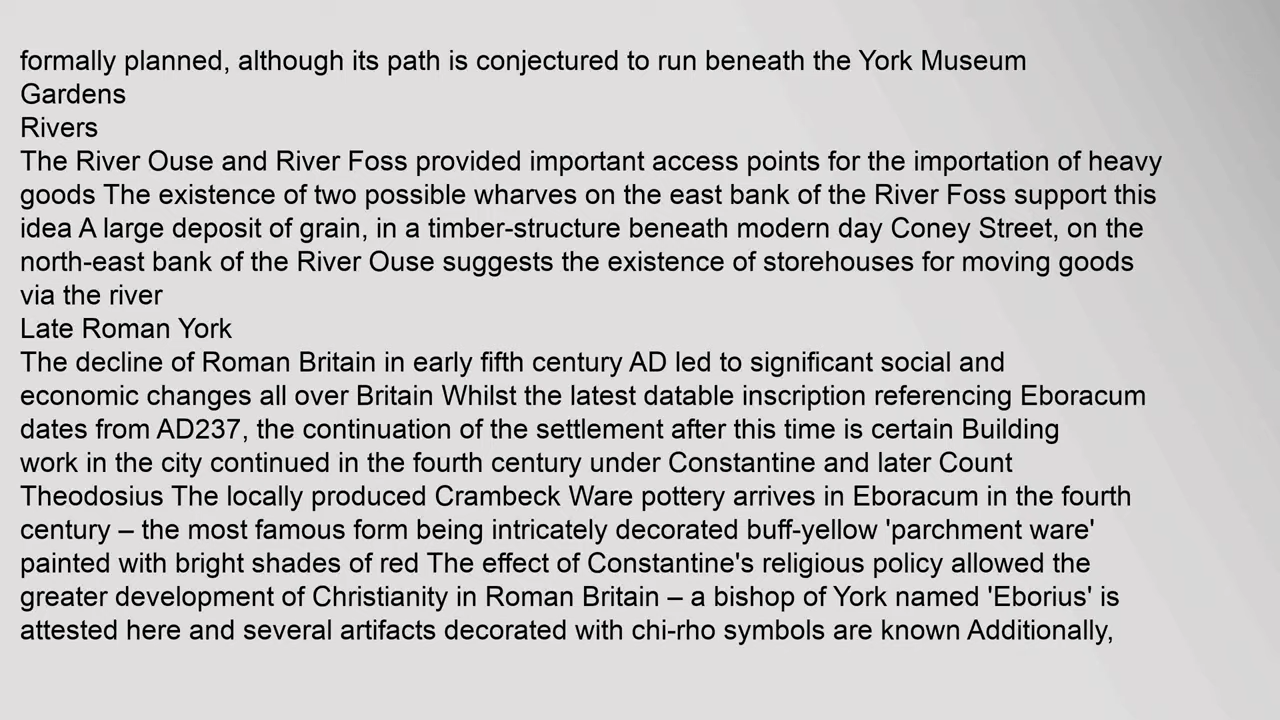 formally planned, although its path is conjectured to run beneath the York Museum
Gardens
Rivers
The River Ouse and River Foss provided important access points for the importation of heavy
goods The existence of two possible wharves on the east bank of the River Foss support this
idea A large deposit of grain, in a timber-structure beneath modern day Coney Street, on the
north-east bank of the River Ouse suggests the existence of storehouses for moving goods
via the river
Late Roman York
The decline of Roman Britain in early fifth century AD led to significant social and
economic changes all over Britain Whilst the latest datable inscription referencing Eboracum
dates from AD237, the continuation of the settlement after this time is certain Building
work in the city continued in the fourth century under Constantine and later Count
Theodosius The locally produced Crambeck Ware pottery arrives in Eboracum in the fourth
century – the most famous form being intricately decorated buff-yellow 'parchment ware'
painted with bright shades of red The effect of Constantine's religious policy allowed the
greater development of Christianity in Roman Britain – a bishop of York named 'Eborius' is
attested here and several artifacts decorated with chi-rho symbols are known Additionally,